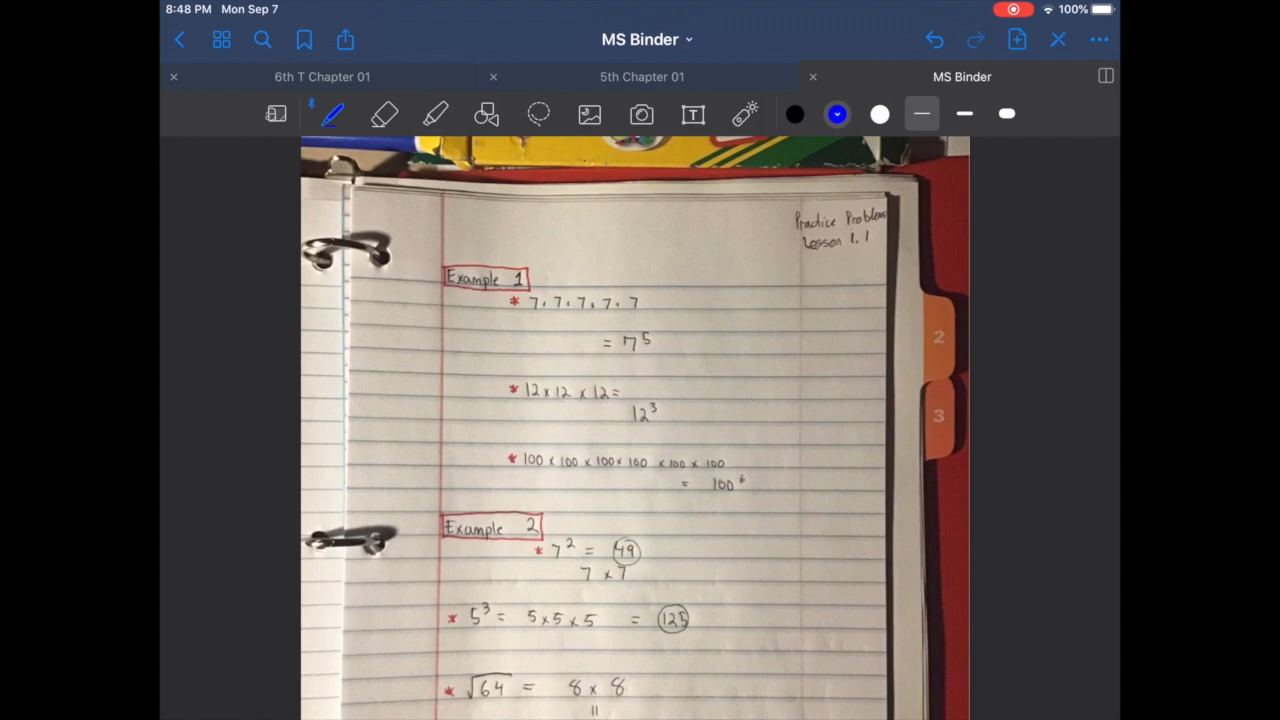 8:48 PM Mon Sep 7
100%
MS Binder
6th T Chapter 01
5th Chapter 01
MS Binder
T
Practice Problem
Lesson 1.1
Example 1
* 7 . 7 . 7 . 7 . 7
= 7⁵
* 12 x 12 x 12 =
12³
* 100 x 100 x 100 x 100 x 100 x 100
= 100⁶
Example 2
* 7² = 49
7 x 7
* 5³ = 5 x 5 x 5 = 125
* √64 = 8 x 8
11
2
3